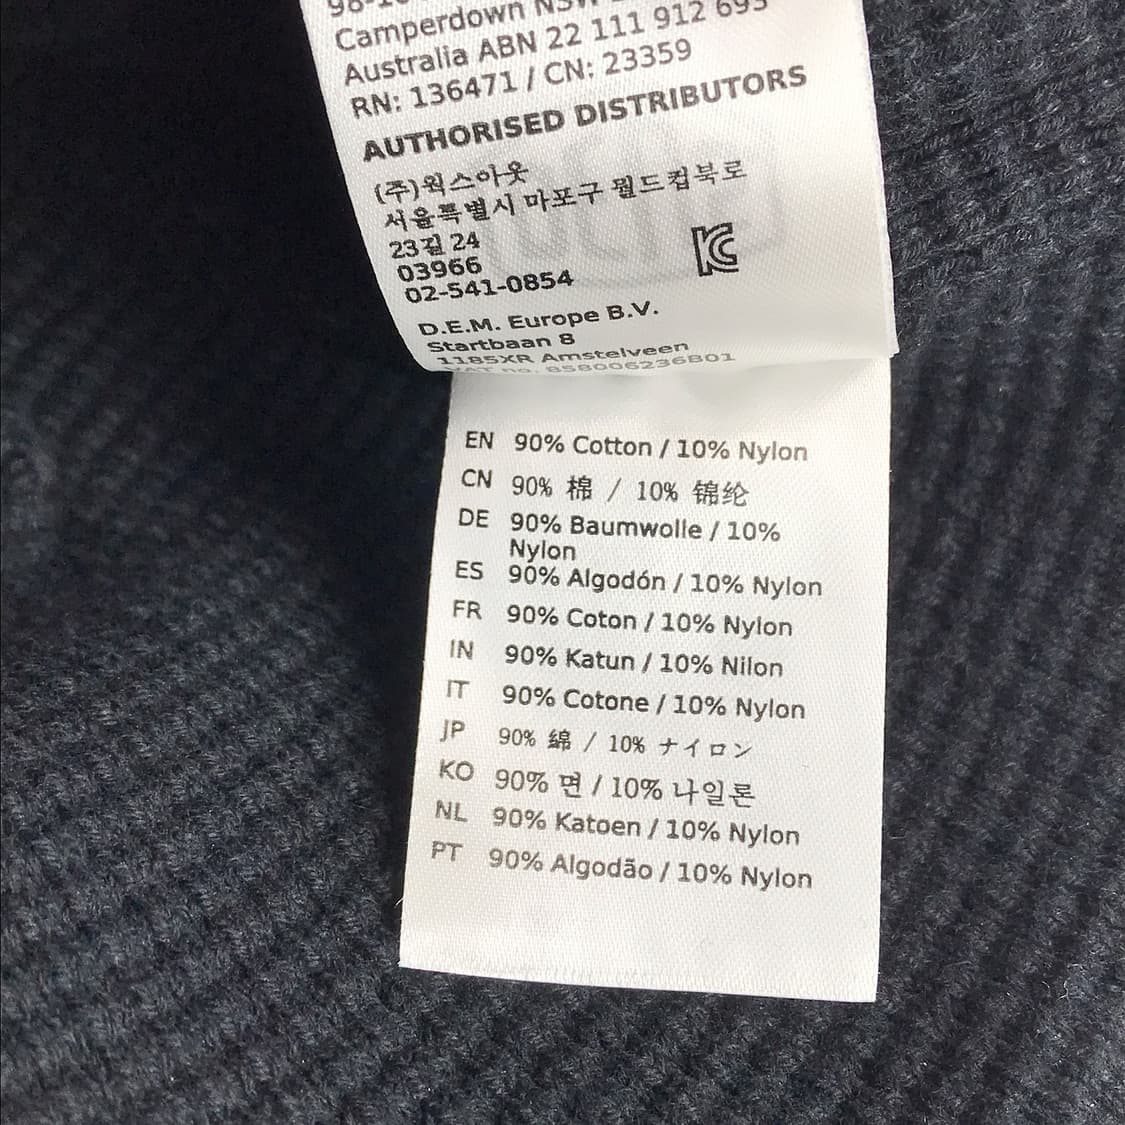 Camperdown NSW
Australia ABN 22 111 912 693
RN: 136471 / CN: 23359
AUTHORISED DISTRIBUTORS
(주)웍스아웃
서울특별시 마포구 월드컵북로
23길 24
03966
02-541-0854
D.E.M. Europe B.V.
Startbaan 8
1185XR Amstelveen
VAT no. 858006236B01
EN 90% Cotton / 10% Nylon
CN 90% 棉 / 10% 锦纶
DE 90% Baumwolle / 10%
Nylon
ES 90% Algodón / 10% Nylon
FR 90% Coton / 10% Nylon
IN 90% Katun / 10% Nilon
IT 90% Cotone / 10% Nylon
JP 90% 綿 / 10% ナイロン
KO 90% 면 / 10% 나일론
NL 90% Katoen / 10% Nylon
PT 90% Algodão / 10% Nylon